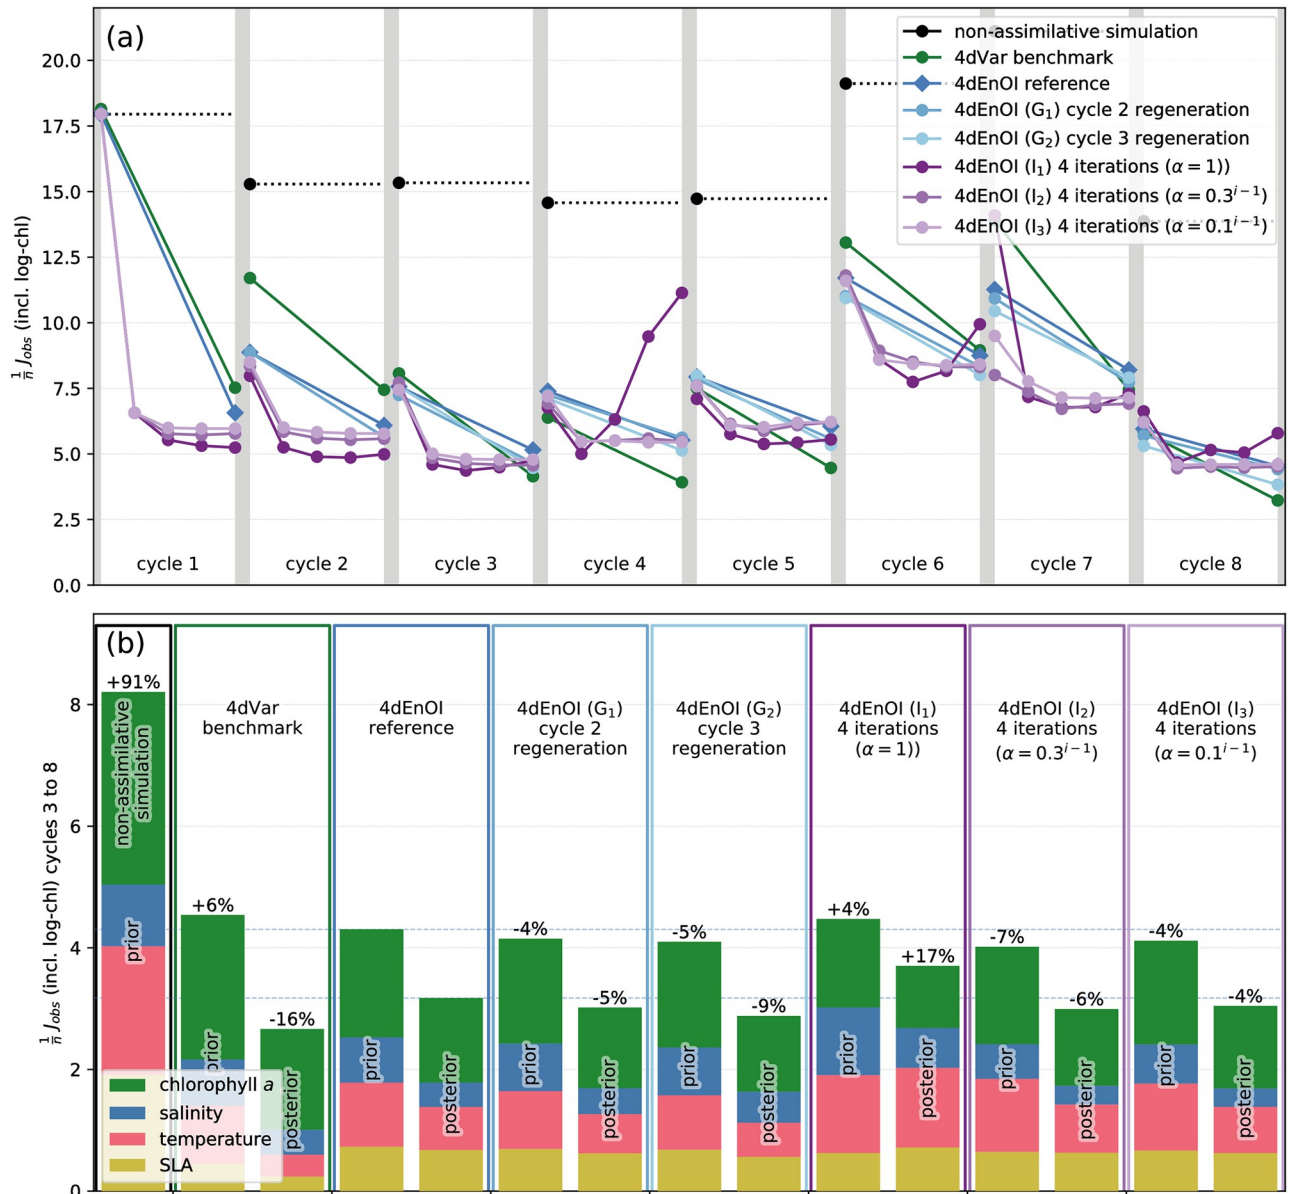 (a)
20.0
17.5
15.0
12.5
10.0
7.5
5.0
2.5
0.0
1/n J_obs (incl. log-chl)
non-assimilative simulation
4dVar benchmark
4dEnOI reference
4dEnOI (G₁) cycle 2 regeneration
4dEnOI (G₂) cycle 3 regeneration
4dEnOI (I₁) 4 iterations (α = 1))
4dEnOI (I₂) 4 iterations (α = 0.3^{i−1})
4dEnOI (I₃) 4 iterations (α = 0.1^{i−1})
cycle 1
cycle 2
cycle 3
cycle 4
cycle 5
cycle 6
cycle 7
cycle 8
(b)
8
6
4
2
0
1/n J_obs (incl. log-chl) cycles 3 to 8
+91%
non-assimilative
simulation
prior
4dVar
benchmark
+6%
prior
-16%
posterior
4dEnOI
reference
prior
posterior
4dEnOI (G₁)
cycle 2
regeneration
-4%
prior
-5%
posterior
4dEnOI (G₂)
cycle 3
regeneration
-5%
prior
-9%
posterior
4dEnOI (I₁)
4 iterations
(α = 1))
+4%
prior
+17%
posterior
4dEnOI (I₂)
4 iterations
(α = 0.3^{i−1})
-7%
prior
-6%
posterior
4dEnOI (I₃)
4 iterations
(α = 0.1^{i−1})
-4%
prior
-4%
posterior
chlorophyll a
salinity
temperature
SLA